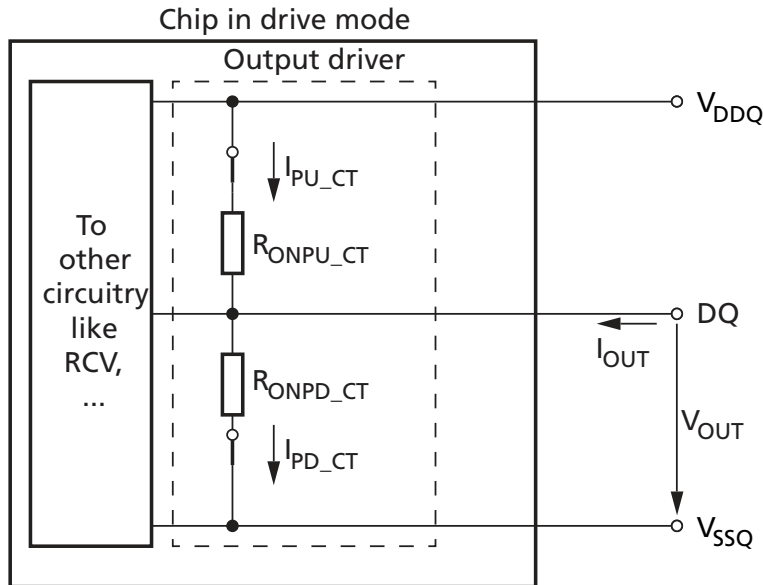 Chip in drive mode
Output driver
V_DDQ
I_PU_CT
To
other
circuitry
like
RCV,
...
R_ONPU_CT
DQ
I_OUT
R_ONPD_CT
V_OUT
I_PD_CT
V_SSQ